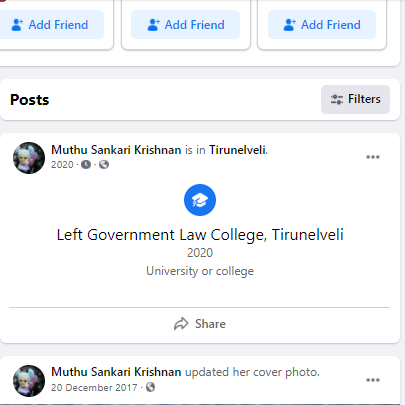 Add Friend Add Friend Add Friend
Posts Filters
Muthu Sankari Krishnan is in Tirunelveli.
2020 · ·
Left Government Law College, Tirunelveli
2020
University or college
Share
Muthu Sankari Krishnan updated her cover photo.
20 December 2017 ·